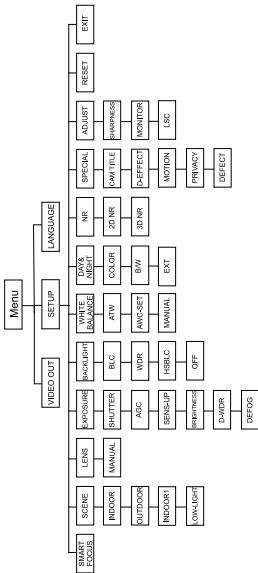 Menu
VIDEO OUT
SETUP
LANGUAGE
SMART
FOCUS
SCENE
INDOOR
OUTDOOR
INDOOR1
LOW-LIGHT
LENS
MANUAL
EXPOSURE
SHUTTER
AGC
SENS-UP
BRIGHTNESS
D-WDR
DEFOG
BACKLIGHT
BLC
WDR
HSBLC
OFF
WHITE
BALANCE
ATW
AWC-SET
MANUAL
DAY&
NIGHT
COLOR
B/W
EXT
NR
2D NR
3D NR
SPECIAL
CAM TITLE
D-EFFECT
MOTION
PRIVACY
DEFECT
ADJUST
SHARPNESS
MONITOR
LSC
RESET
EXIT